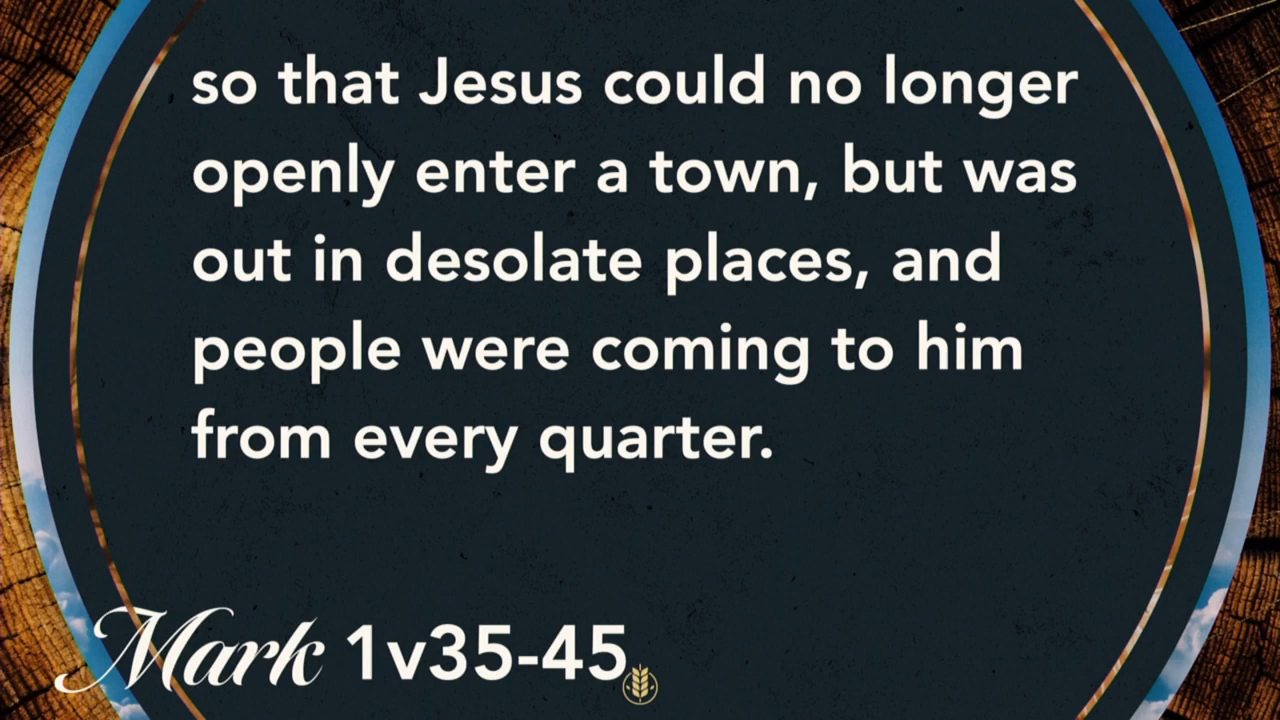 so that Jesus could no longer
openly enter a town, but was
out in desolate places, and
people were coming to him
from every quarter.
Mark 1v35-45